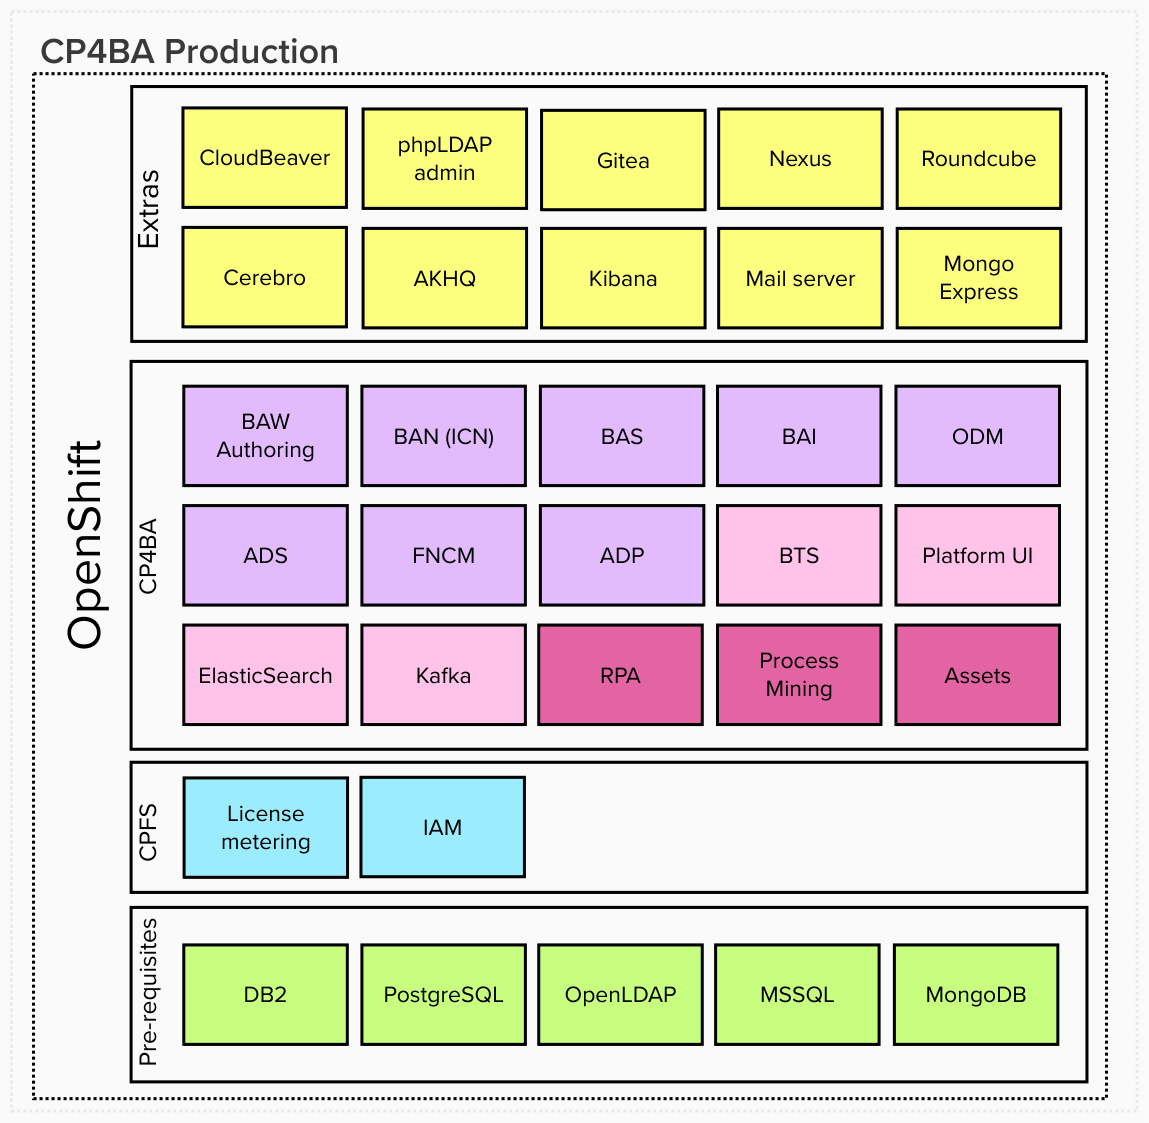 CP4BA Production
OpenShift
Extras
CloudBeaver
phpLDAP
admin
Gitea
Nexus
Roundcube
Cerebro
AKHQ
Kibana
Mail server
Mongo
Express
CP4BA
BAW
Authoring
BAN (ICN)
BAS
BAI
ODM
ADS
FNCM
ADP
BTS
Platform UI
ElasticSearch
Kafka
RPA
Process
Mining
Assets
CPFS
License
metering
IAM
Pre-requisites
DB2
PostgreSQL
OpenLDAP
MSSQL
MongoDB